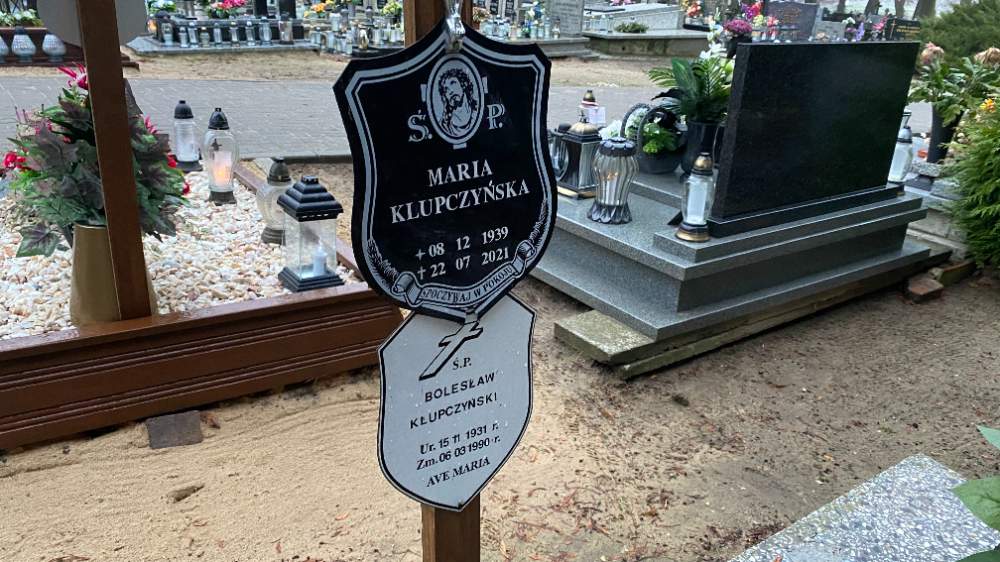 Ś. P.
MARIA
KLUPCZYŃSKA
+ 08 12 1939
+ 22 07 2021
SPOCZYWAJ W POKOJU
Ś.P.
BOLESŁAW
KŁUPCZYŃSKI
Ur. 15 11 1931 r.
Zm. 06 03 1990 r.
AVE MARIA